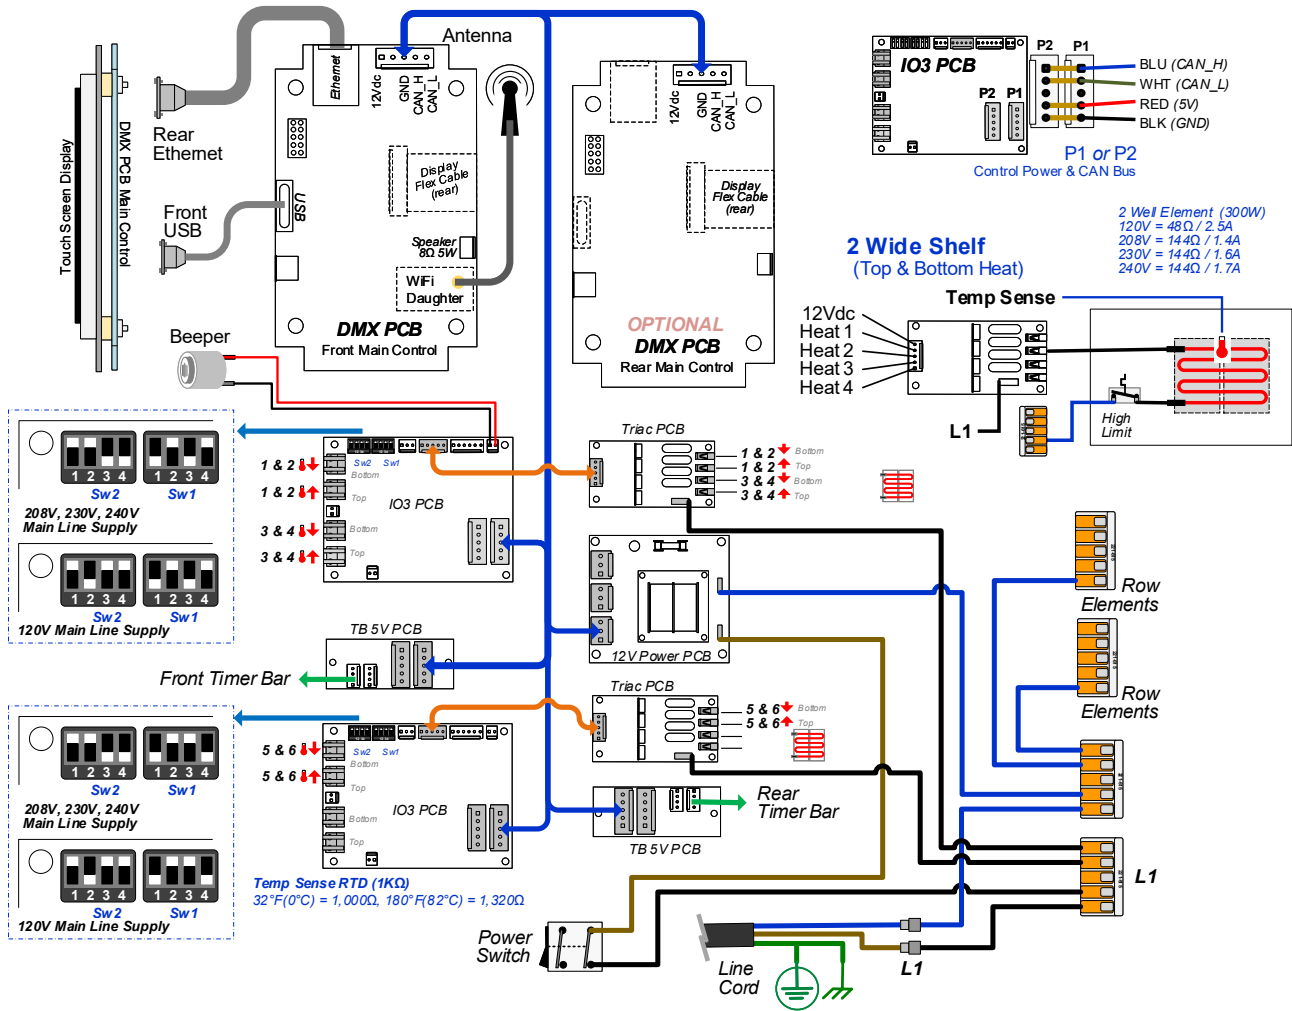 Antenna
Ethernet
12Vdc
GND
CAN_H
CAN_L
Rear
Ethernet
Touch Screen Display
DMX PCB Main Control
Front
USB
USB
Display
Flex Cable
(rear)
Speaker
8Ω 5W
WiFi
Daughter
DMX PCB
Front Main Control
12Vdc
GND
CAN_H
CAN_L
Display
Flex Cable
(rear)
OPTIONAL
DMX PCB
Rear Main Control
IO3 PCB
P2 P1
P2 P1
BLU (CAN_H)
WHT (CAN_L)
RED (5V)
BLK (GND)
P1 or P2
Control Power & CAN Bus
2 Well Element (300W)
120V = 48Ω / 2.5A
208V = 144Ω / 1.4A
230V = 144Ω / 1.6A
240V = 144Ω / 1.7A
2 Wide Shelf
(Top & Bottom Heat)
Temp Sense
12Vdc
Heat 1
Heat 2
Heat 3
Heat 4
L1
High
Limit
Beeper
1 2 3 4 1 2 3 4
Sw2 Sw1
208V, 230V, 240V
Main Line Supply
1 2 3 4 1 2 3 4
Sw2 Sw1
120V Main Line Supply
Sw2 Sw1
1 & 2 Bottom
1 & 2 Top
IO3 PCB
3 & 4 Bottom
3 & 4 Top
Triac PCB
1 & 2 Bottom
1 & 2 Top
3 & 4 Bottom
3 & 4 Top
12V Power PCB
TB 5V PCB
Front Timer Bar
Row
Elements
Row
Elements
1 2 3 4 1 2 3 4
Sw2 Sw1
208V, 230V, 240V
Main Line Supply
1 2 3 4 1 2 3 4
Sw2 Sw1
120V Main Line Supply
Sw2 Sw1
5 & 6 Bottom
5 & 6 Top
IO3 PCB
Bottom
Top
Triac PCB
5 & 6 Bottom
5 & 6 Top
Rear
Timer Bar
TB 5V PCB
Temp Sense RTD (1KΩ)
32°F(0°C) = 1,000Ω, 180°F(82°C) = 1,320Ω
L1
Power
Switch
Line
Cord
L1